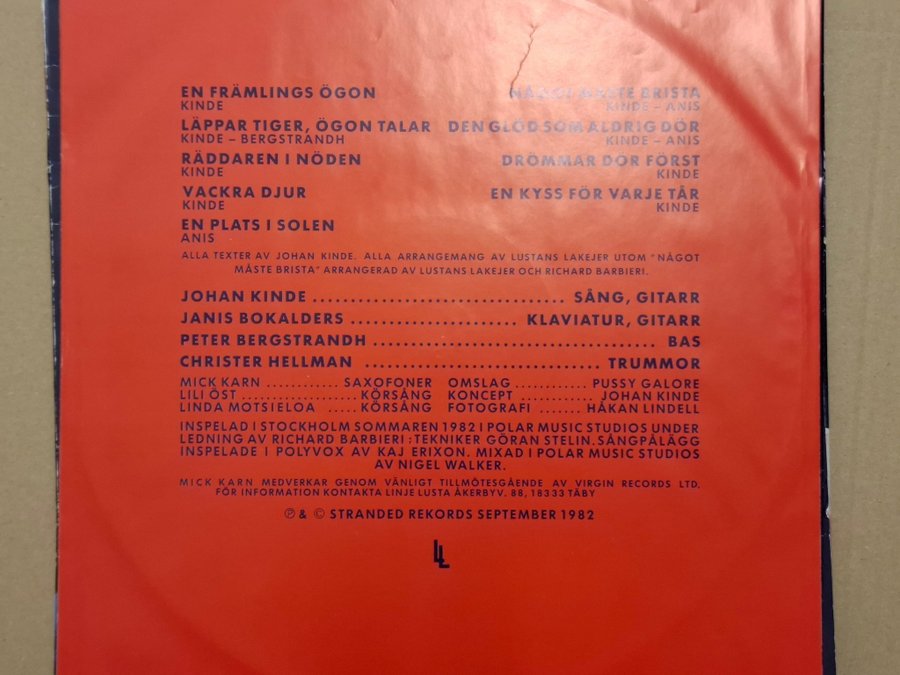 EN FRÄMLINGS ÖGON
KINDE
LÄPPAR TIGER, ÖGON TALAR
KINDE – BERGSTRANDH
RÄDDAREN I NÖDEN
KINDE
VACKRA DJUR
KINDE
EN PLATS I SOLEN
ANIS
NÅGOT MÅSTE BRISTA
KINDE – ANIS
DEN GLÖD SOM ALDRIG DÖR
KINDE – ANIS
DRÖMMAR DÖR FÖRST
KINDE
EN KYSS FÖR VARJE TÅR
KINDE
ALLA TEXTER AV JOHAN KINDE. ALLA ARRANGEMANG AV LUSTANS LAKEJER UTOM "NÅGOT
MÅSTE BRISTA" ARRANGERAD AV LUSTANS LAKEJER OCH RICHARD BARBIERI.
JOHAN KINDE ................................ SÅNG, GITARR
JANIS BOKALDERS ..................... KLAVIATUR, GITARR
PETER BERGSTRANDH ...................................... BAS
CHRISTER HELLMAN .............................. TRUMMOR
MICK KARN ............ SAXOFONER
LILI ÖST .................. KÖRSÅNG
LINDA MOTSIELOA ..... KÖRSÅNG
OMSLAG ............ PUSSY GALORE
KONCEPT ............ JOHAN KINDE
FOTOGRAFI ....... HÅKAN LINDELL
INSPELAD I STOCKHOLM SOMMAREN 1982 I POLAR MUSIC STUDIOS UNDER
LEDNING AV RICHARD BARBIERI : TEKNIKER GÖRAN STELIN. SÅNGPÅLÄGG
INSPELADE I POLYVOX AV KAJ ERIXON. MIXAD I POLAR MUSIC STUDIOS
AV NIGEL WALKER.
MICK KARN MEDVERKAR GENOM VÄNLIGT TILLMÖTESGÅENDE AV VIRGIN RECORDS LTD.
FÖR INFORMATION KONTAKTA LINJE LUSTA ÅKERBYV. 88, 183 33 TÄBY
℗ & © STRANDED REKORDS SEPTEMBER 1982
LL